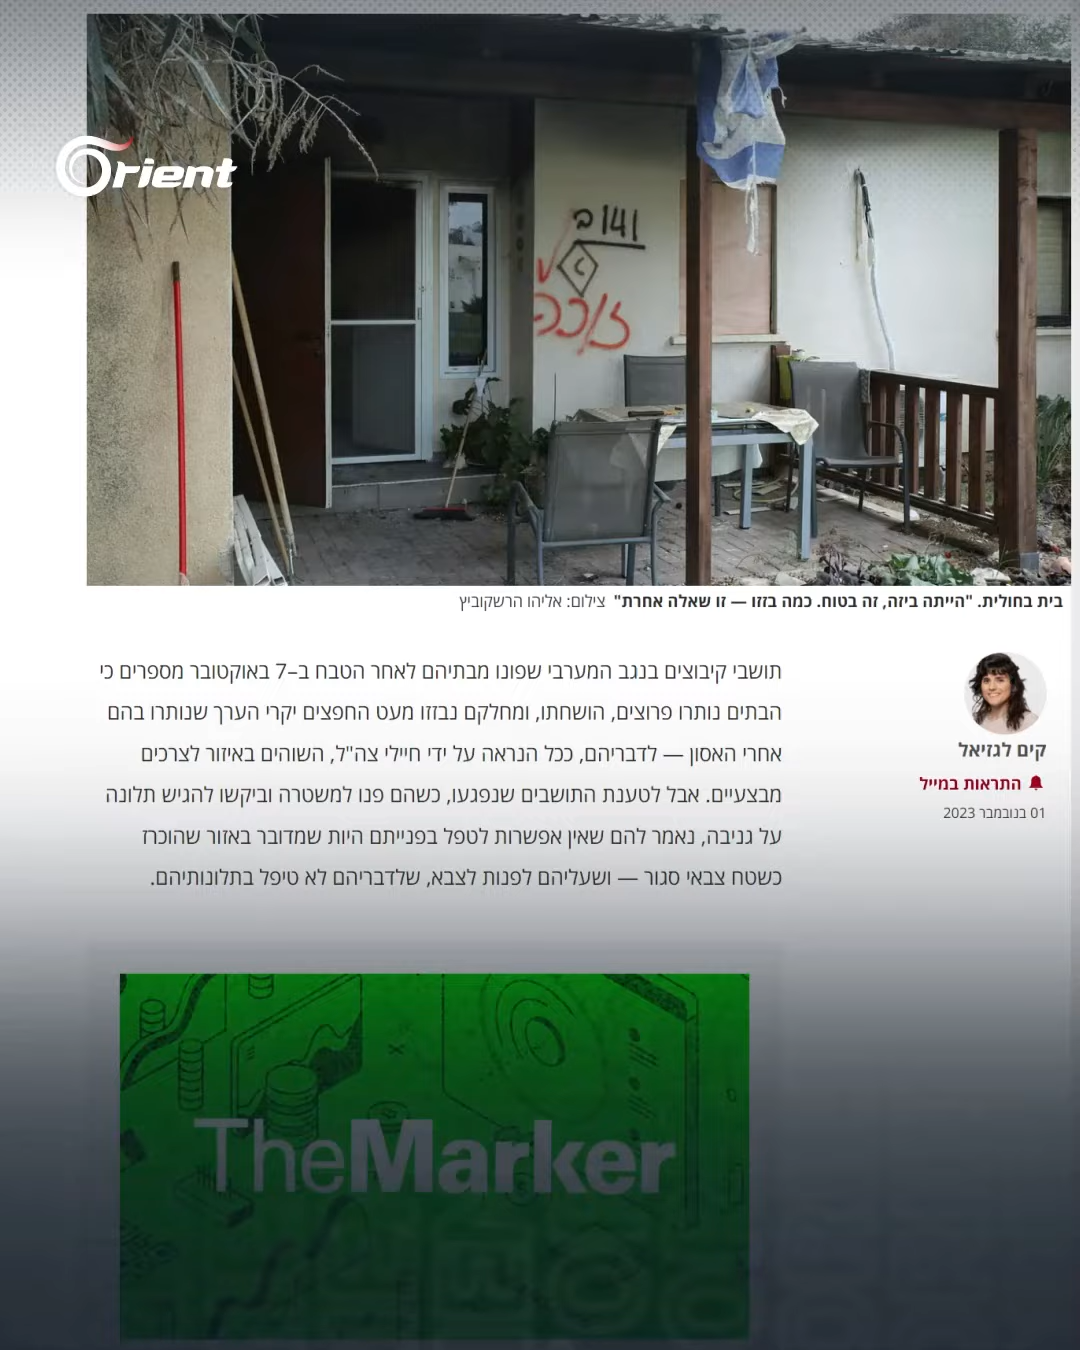 Orient
141 ב
זאכה
בית בחולית. "הייתה ביזה, זה בטוח. כמה בזזו — זו שאלה אחרת" צילום: אליהו הרשקוביץ
קים לגזיאל
התראות במייל
01 בנובמבר 2023
תושבי קיבוצים בנגב המערבי שפונו מבתיהם לאחר הטבח ב–7 באוקטובר מספרים כי
הבתים נותרו פרוצים, הושחתו, ומחלקם נבזזו מעט החפצים יקרי הערך שנותרו בהם
אחרי האסון — לדבריהם, ככל הנראה על ידי חיילי צה"ל, השוהים באיזור לצרכים
מבצעיים. אבל לטענת התושבים שנפגעו, כשהם פנו למשטרה וביקשו להגיש תלונה
על גניבה, נאמר להם שאין אפשרות לטפל בפנייתם היות שמדובר באזור שהוכרז
כשטח צבאי סגור — ושעליהם לפנות לצבא, שלדבריהם לא טיפל בתלונותיהם.
TheMarker